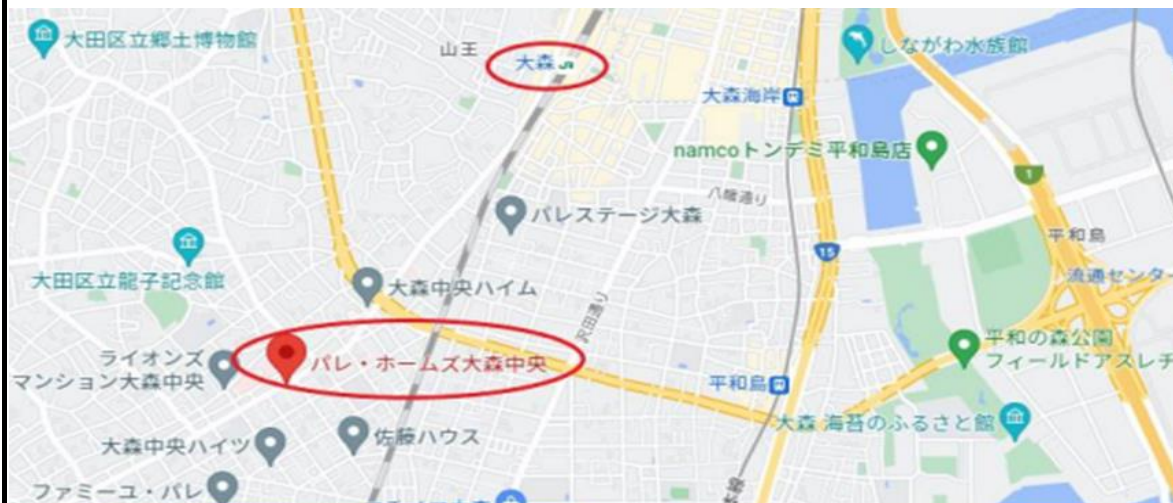 大田区立郷土博物館
山王
大森
しながわ水族館
大森海岸
namcoトンデミ平和島店
1
八幡通り
パレステージ大森
15
平和島
大田区立龍子記念館
流通センター
大森中央ハイム
沢田通り
平和の森公園
フィールドアスレチ
ライオンズ
マンション大森中央
パレ・ホームズ大森中央
平和島
大森 海苔のふるさと館
大森中央ハイツ
佐藤ハウス
ファミーユ・パレ